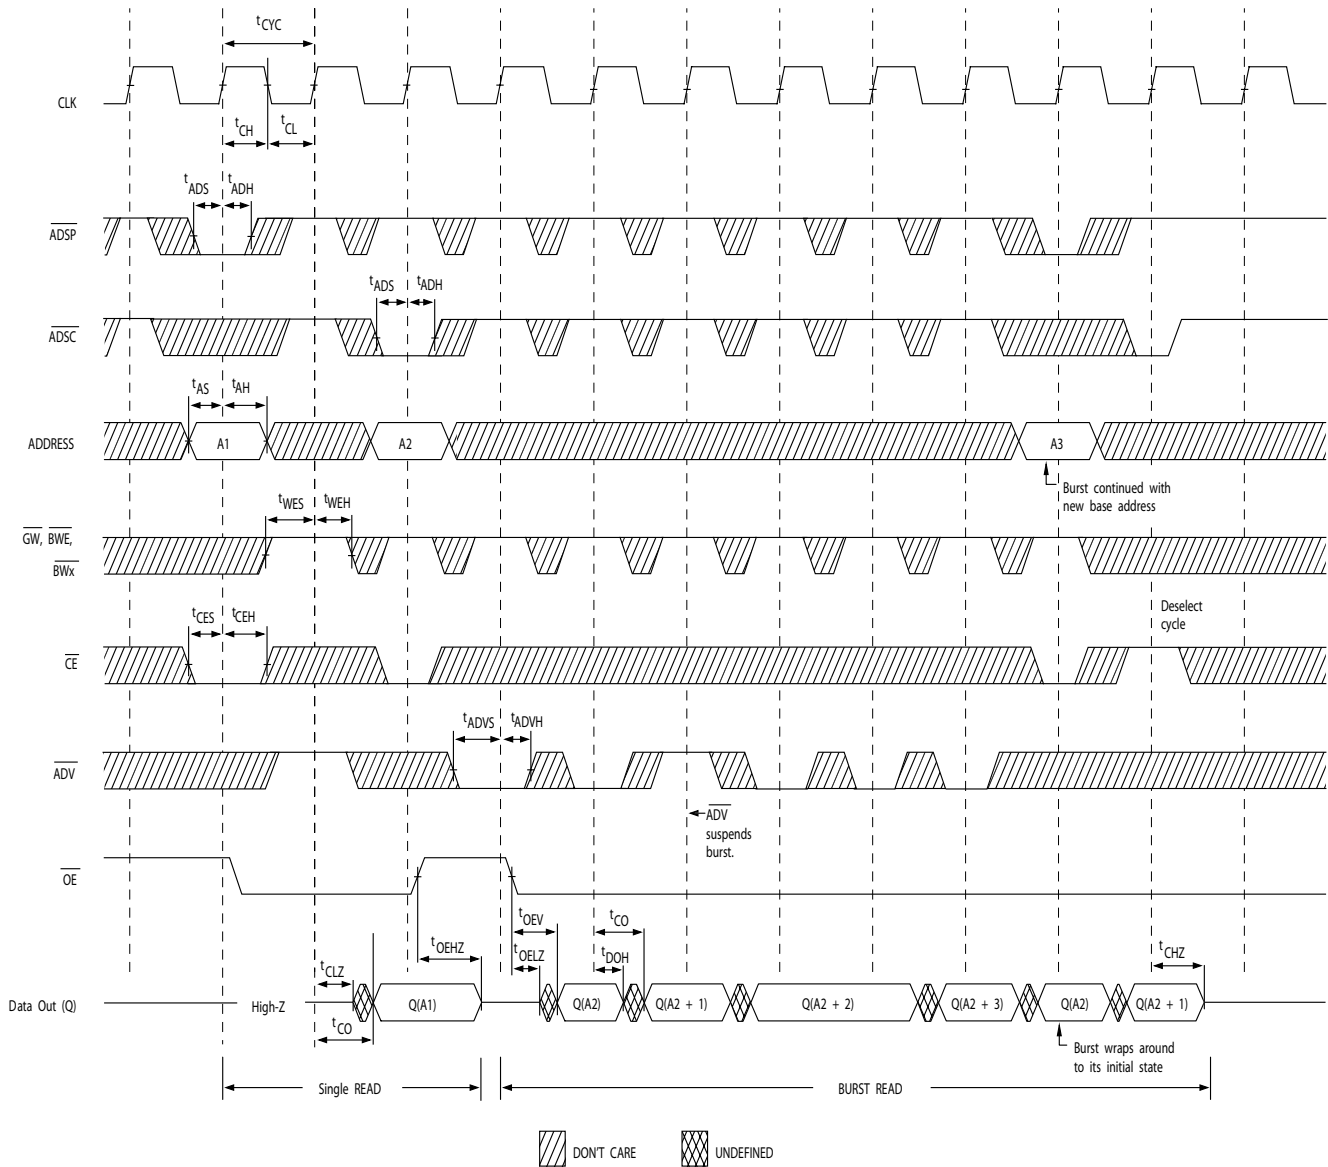 tCYC
CLK
tCH
tCL
tADS
tADH
ADSP
tADS
tADH
ADSC
tAS
tAH
ADDRESS
A1
A2
A3
Burst continued with
new base address
tWES
tWEH
GW, BWE,
BWx
tCES
tCEH
Deselect
cycle
CE
tADVS
tADVH
ADV
ADV
suspends
burst.
OE
tOEV
tCO
tOEHZ
tOELZ
tDOH
tCHZ
tCLZ
Data Out (Q)
High-Z
Q(A1)
Q(A2)
Q(A2 + 1)
Q(A2 + 2)
Q(A2 + 3)
Q(A2)
Q(A2 + 1)
tCO
Burst wraps around
to its initial state
Single READ
BURST READ
DON'T CARE
UNDEFINED